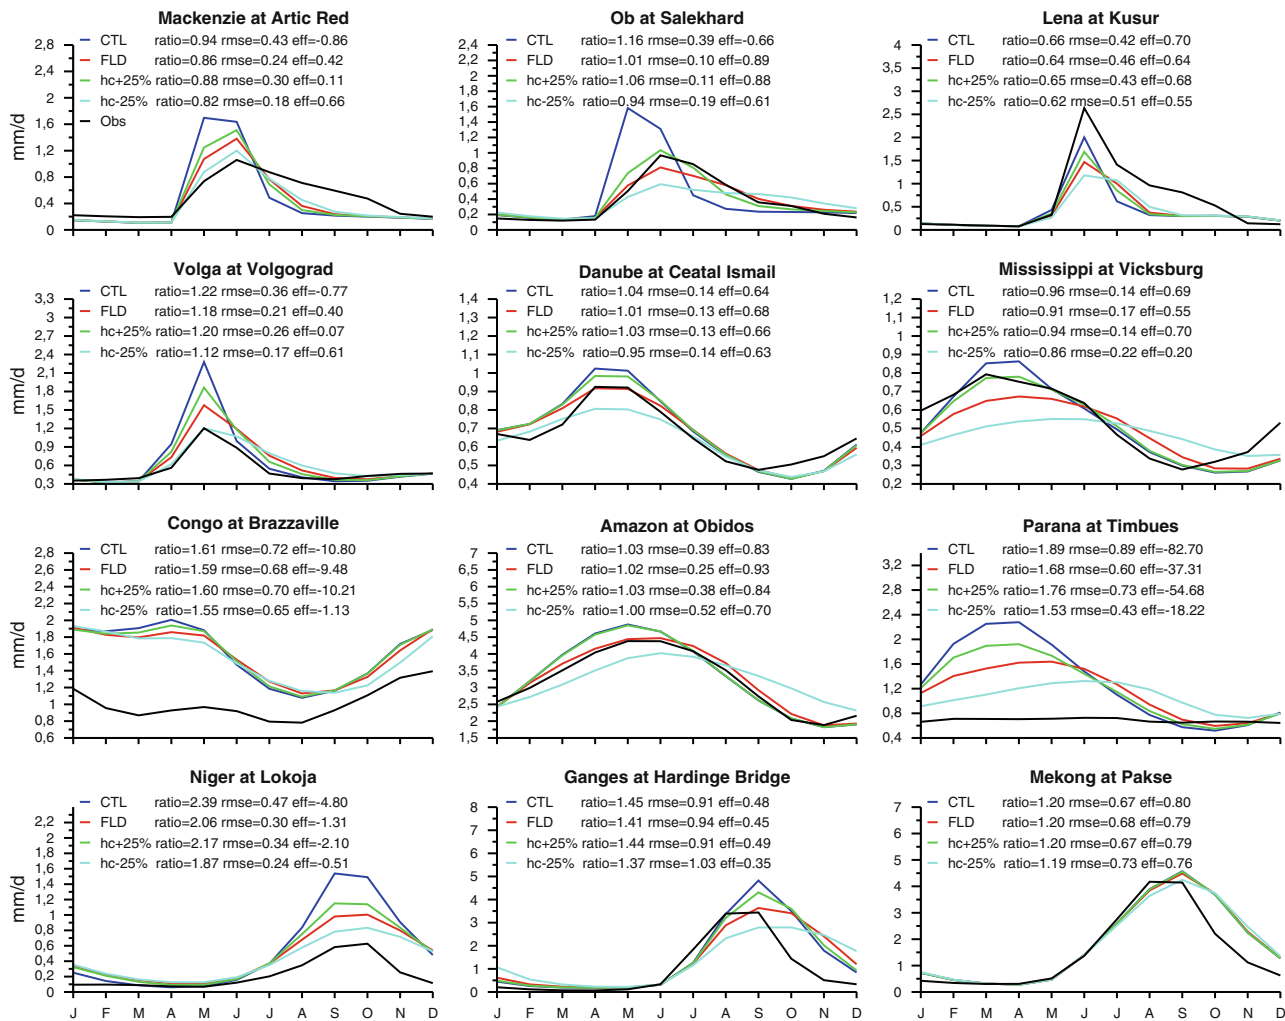 Mackenzie at Artic Red
CTL ratio=0.94 rmse=0.43 eff=-0.86
FLD ratio=0.86 rmse=0.24 eff=0.42
hc+25% ratio=0.88 rmse=0.30 eff=0.11
hc-25% ratio=0.82 rmse=0.18 eff=0.66
Obs
mm/d
2,8
2,4
2
1,6
1,2
0,8
0,4
0
Ob at Salekhard
CTL ratio=1.16 rmse=0.39 eff=-0.66
FLD ratio=1.01 rmse=0.10 eff=0.89
hc+25% ratio=1.06 rmse=0.11 eff=0.88
hc-25% ratio=0.94 rmse=0.19 eff=0.61
2,4
2,2
2
1,8
1,6
1,4
1,2
1
0,8
0,6
0,4
0,2
0
Lena at Kusur
CTL ratio=0.66 rmse=0.42 eff=0.70
FLD ratio=0.64 rmse=0.46 eff=0.64
hc+25% ratio=0.65 rmse=0.43 eff=0.68
hc-25% ratio=0.62 rmse=0.51 eff=0.55
4
3,5
3
2,5
2
1,5
1
0,5
0
Volga at Volgograd
CTL ratio=1.22 rmse=0.36 eff=-0.77
FLD ratio=1.18 rmse=0.21 eff=0.40
hc+25% ratio=1.20 rmse=0.26 eff=0.07
hc-25% ratio=1.12 rmse=0.17 eff=0.61
mm/d
3,3
3
2,7
2,4
2,1
1,8
1,5
1,2
0,9
0,6
0,3
Danube at Ceatal Ismail
CTL ratio=1.04 rmse=0.14 eff=0.64
FLD ratio=1.01 rmse=0.13 eff=0.68
hc+25% ratio=1.03 rmse=0.13 eff=0.66
hc-25% ratio=0.95 rmse=0.14 eff=0.63
1,4
1,3
1,2
1,1
1
0,9
0,8
0,7
0,6
0,5
0,4
Mississippi at Vicksburg
CTL ratio=0.96 rmse=0.14 eff=0.69
FLD ratio=0.91 rmse=0.17 eff=0.55
hc+25% ratio=0.94 rmse=0.14 eff=0.70
hc-25% ratio=0.86 rmse=0.22 eff=0.20
1,2
1,1
1
0,9
0,8
0,7
0,6
0,5
0,4
0,3
0,2
Congo at Brazzaville
CTL ratio=1.61 rmse=0.72 eff=-10.80
FLD ratio=1.59 rmse=0.68 eff=-9.48
hc+25% ratio=1.60 rmse=0.70 eff=-10.21
hc-25% ratio=1.55 rmse=0.65 eff=-1.13
mm/d
2,8
2,6
2,4
2,2
2
1,8
1,6
1,4
1,2
1
0,8
0,6
Amazon at Obidos
CTL ratio=1.03 rmse=0.39 eff=0.83
FLD ratio=1.02 rmse=0.25 eff=0.93
hc+25% ratio=1.03 rmse=0.38 eff=0.84
hc-25% ratio=1.00 rmse=0.52 eff=0.70
7
6,5
6
5,5
5
4,5
4
3,5
3
2,5
2
1,5
Parana at Timbues
CTL ratio=1.89 rmse=0.89 eff=-82.70
FLD ratio=1.68 rmse=0.60 eff=-37.31
hc+25% ratio=1.76 rmse=0.73 eff=-54.68
hc-25% ratio=1.53 rmse=0.43 eff=-18.22
3,2
2,8
2,4
2
1,6
1,2
0,8
0,4
Niger at Lokoja
CTL ratio=2.39 rmse=0.47 eff=-4.80
FLD ratio=2.06 rmse=0.30 eff=-1.31
hc+25% ratio=2.17 rmse=0.34 eff=-2.10
hc-25% ratio=1.87 rmse=0.24 eff=-0.51
mm/d
2,2
2
1,8
1,6
1,4
1,2
1
0,8
0,6
0,4
0,2
0
J F M A M J J A S O N D
Ganges at Hardinge Bridge
CTL ratio=1.45 rmse=0.91 eff=0.48
FLD ratio=1.41 rmse=0.94 eff=0.45
hc+25% ratio=1.44 rmse=0.91 eff=0.49
hc-25% ratio=1.37 rmse=1.03 eff=0.35
8
7
6
5
4
3
2
1
0
J F M A M J J A S O N D
Mekong at Pakse
CTL ratio=1.20 rmse=0.67 eff=0.80
FLD ratio=1.20 rmse=0.68 eff=0.79
hc+25% ratio=1.20 rmse=0.67 eff=0.79
hc-25% ratio=1.19 rmse=0.73 eff=0.76
7
6
5
4
3
2
1
0
J F M A M J J A S O N D